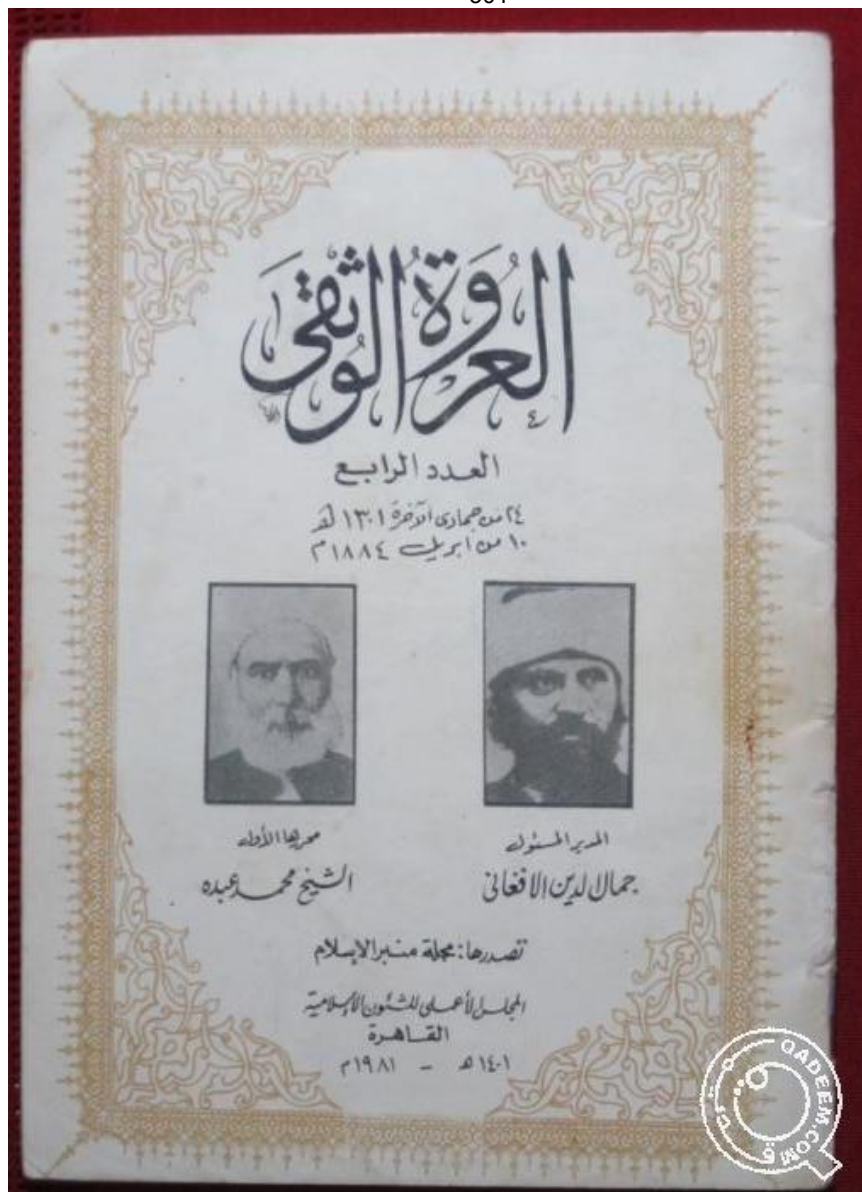 العروة الوثقى
العدد الرابع
٢٤ من جمادى الآخرة ١٣٠١ هـ
١٠ من ابريل ١٨٨٤ م
المدير المسئول
جمال الدين الافغانى
محررها الأول
الشيخ محمد عبده
تصدرها: مجلة منبر الإسلام
المجلس الأعلى للشئون الإسلامية
القاهرة
١٤٠١ هـ - ١٩٨١ م
QADEEM.COM